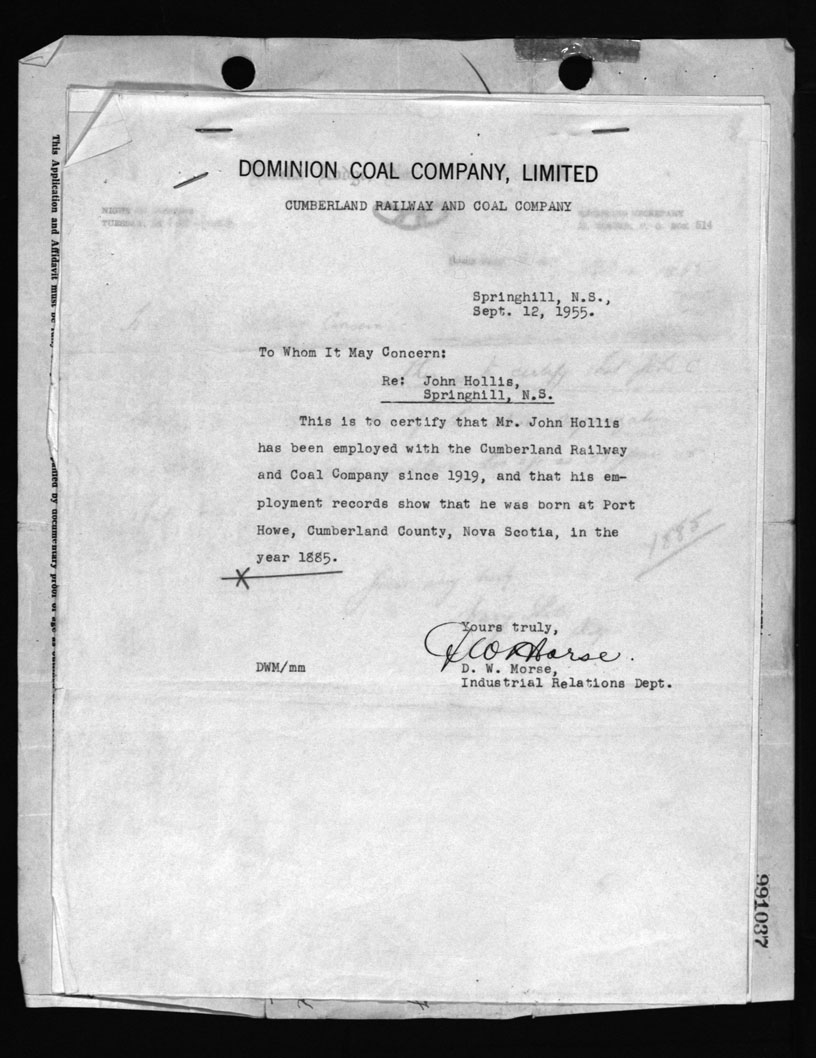 DOMINION COAL COMPANY, LIMITED
CUMBERLAND RAILWAY AND COAL COMPANY
514
Springhill, N.S.,
Sept. 12, 1955.
To Whom It May Concern:
Re: John Hollis,
Springhill, N.S.
This is to certify that Mr. John Hollis
has been employed with the Cumberland Railway
and Coal Company since 1919, and that his em-
ployment records show that he was born at Port
Howe, Cumberland County, Nova Scotia, in the
year 1885.
X
1885
Yours truly,
D W Morse.
DWM/mm
D. W. Morse,
Industrial Relations Dept.
This Application and Affidavit must be
991037